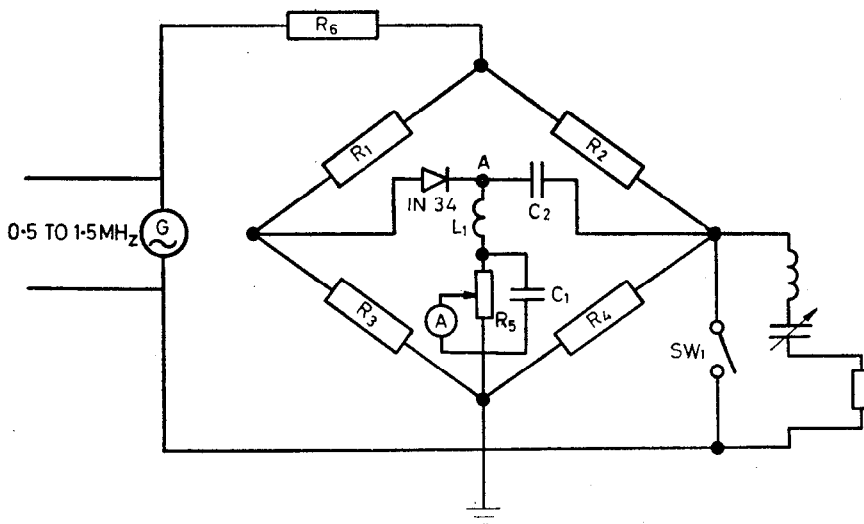 R6
R1
R2
A
IN 34
C2
L1
G
0·5 TO 1·5MHz
R3
A
R5
C1
R4
SW1